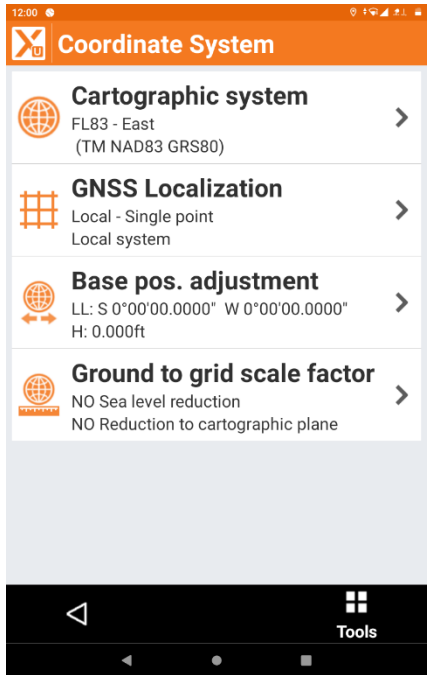 12:00
Xu Coordinate System
Cartographic system
FL83 - East
(TM NAD83 GRS80)
GNSS Localization
Local - Single point
Local system
Base pos. adjustment
LL: S 0°00'00.0000" W 0°00'00.0000"
H: 0.000ft
Ground to grid scale factor
NO Sea level reduction
NO Reduction to cartographic plane
Tools